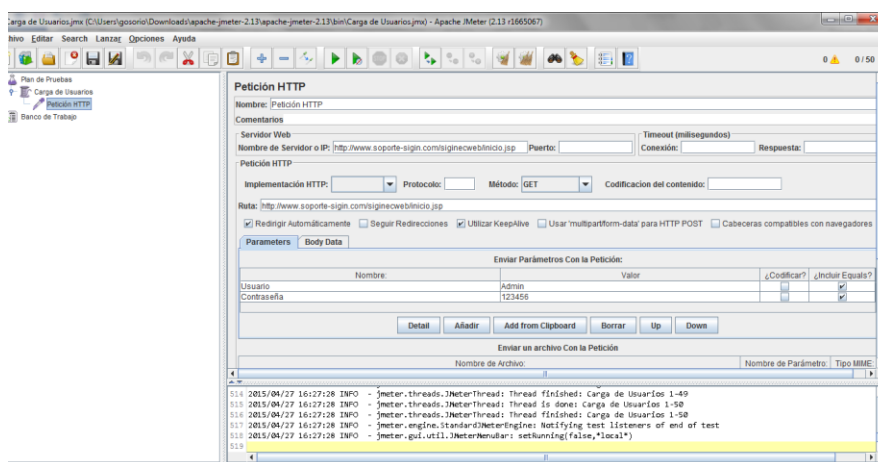 Carga de Usuarios.jmx (C:\Users\gosorio\Downloads\apache-jmeter-2.13\apache-jmeter-2.13\bin\Carga de Usuarios.jmx) - Apache JMeter (2.13 r1665067)
hivo Editar Search Lanzar Opciones Ayuda
0 0 / 50
Plan de Pruebas
Carga de Usuarios
Petición HTTP
Banco de Trabajo
Petición HTTP
Nombre: Petición HTTP
Comentarios
Servidor Web
Timeout (milisegundos)
Nombre de Servidor o IP: http://www.soporte-sigin.com/siginecweb/inicio.jsp Puerto: Conexión: Respuesta:
Petición HTTP
Implementación HTTP: Protocolo: Método: GET Codificacion del contenido:
Ruta: http://www.soporte-sigin.com/siginecweb/inicio.jsp
Redirigir Automáticamente Seguir Redirecciones Utilizar KeepAlive Usar 'multipart/form-data' para HTTP POST Cabeceras compatibles con navegadores
Parameters Body Data
Enviar Parámetros Con la Petición:
Nombre: Valor ¿Codificar? ¿Incluir Equals?
Usuario Admin
Contraseña 123456
Detail Añadir Add from Clipboard Borrar Up Down
Enviar un archivo Con la Petición
Nombre de Archivo: Nombre de Parámetro: Tipo MIME:
514 2015/04/27 16:27:28 INFO - jmeter.threads.JMeterThread: Thread finished: Carga de Usuarios 1-49
515 2015/04/27 16:27:28 INFO - jmeter.threads.JMeterThread: Thread is done: Carga de Usuarios 1-50
516 2015/04/27 16:27:28 INFO - jmeter.threads.JMeterThread: Thread finished: Carga de Usuarios 1-50
517 2015/04/27 16:27:28 INFO - jmeter.engine.StandardJMeterEngine: Notifying test listeners of end of test
518 2015/04/27 16:27:28 INFO - jmeter.gui.util.JMeterMenuBar: setRunning(false,*local*)
519